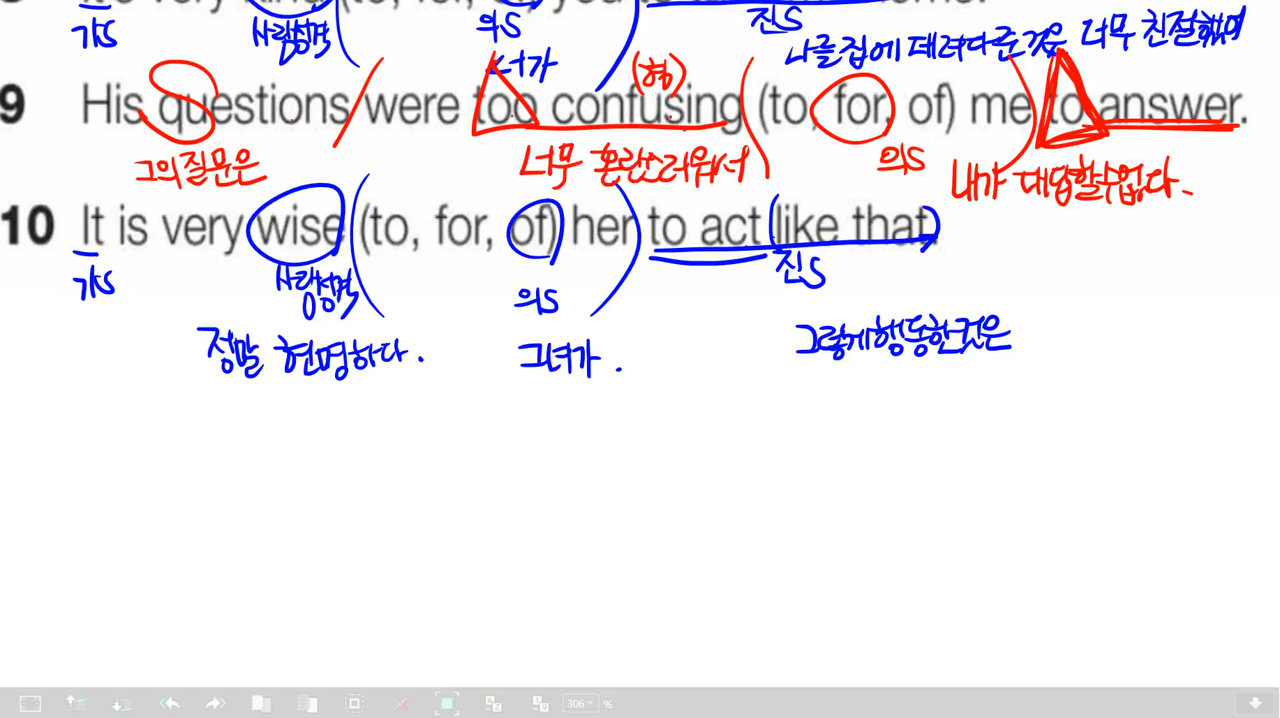 가S 사람성격 의S 진S
너가 나를 집에 데려다준것은 너무 친절했어
(형)
9 His questions were too confusing (to, for, of) me to answer.
그의 질문은 너무 혼란스러워서 의S 내가 대답할수없다.
10 It is very wise (to, for, of) her to act like that.
가S 사람성격 의S 진S
정말 현명하다. 그녀가. 그렇게행동한것은
306 %